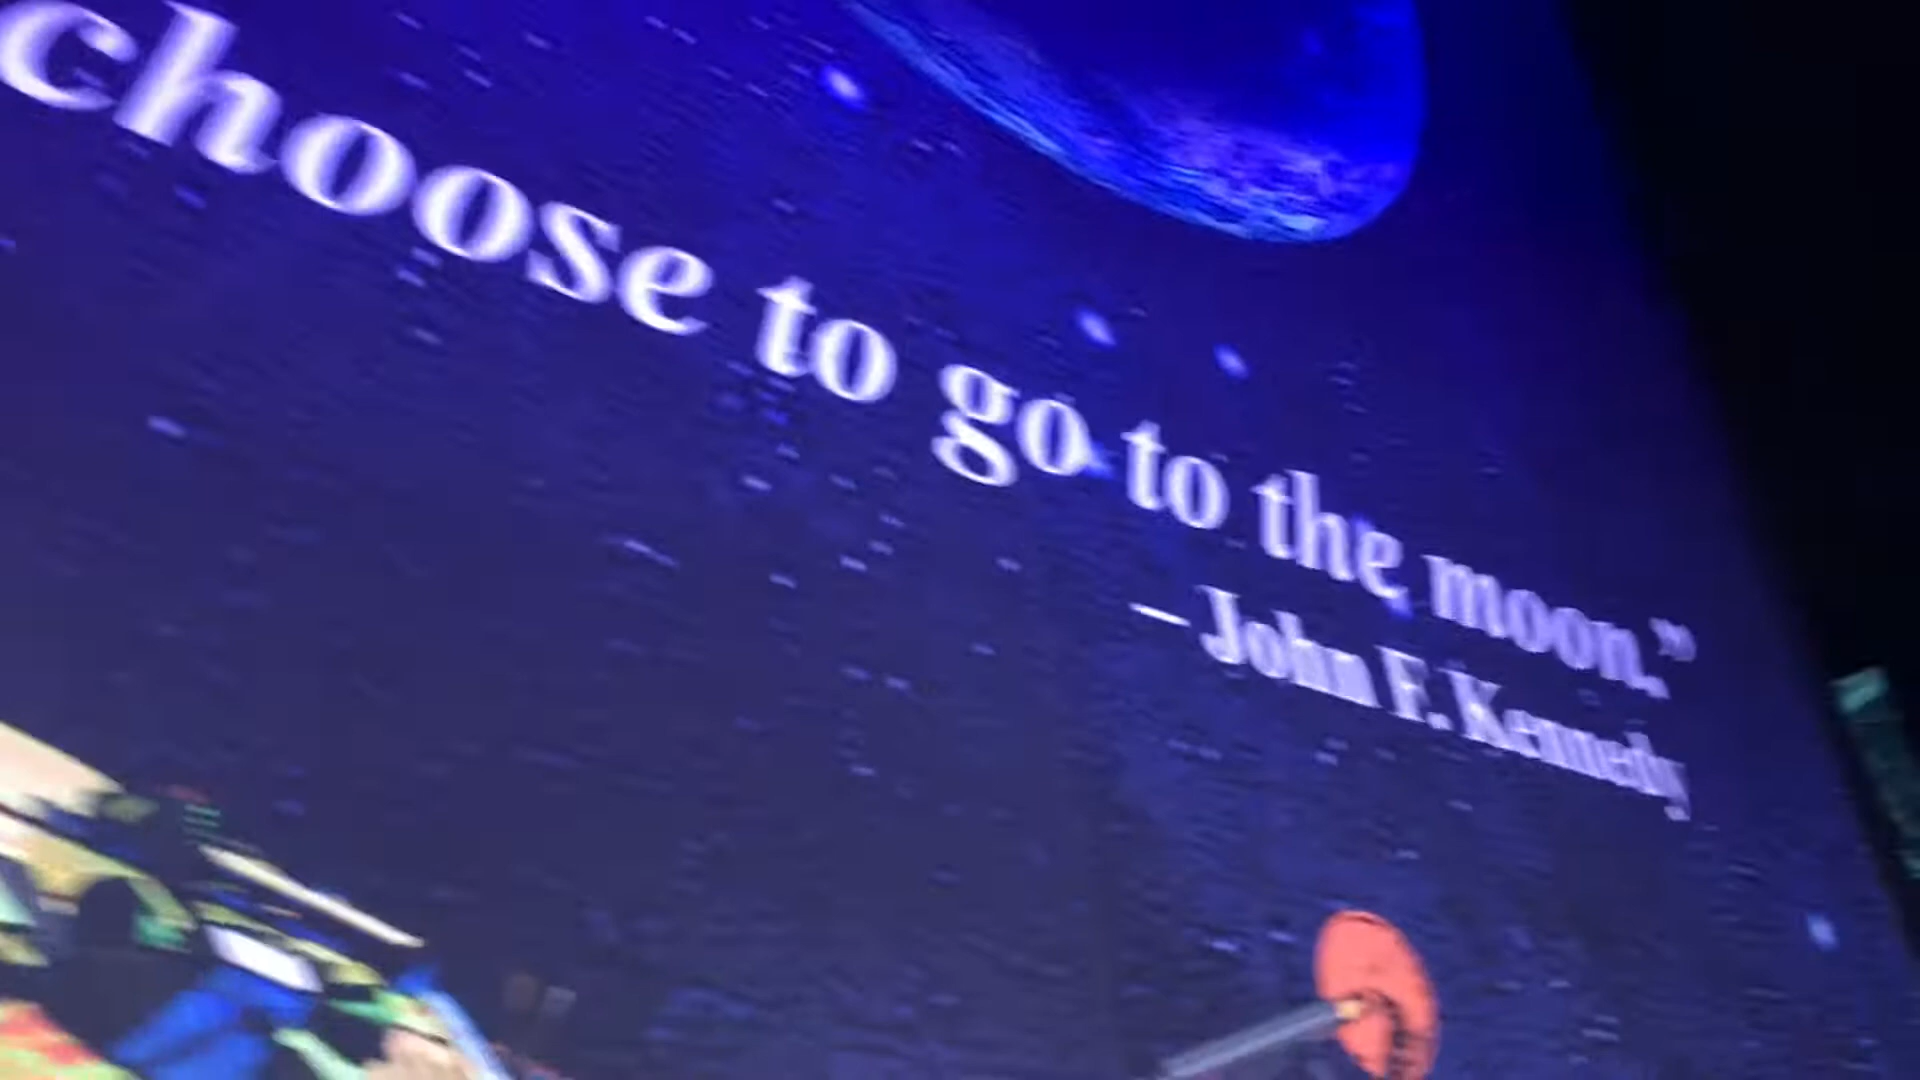 choose to go to the moon.”
– John F. Kennedy